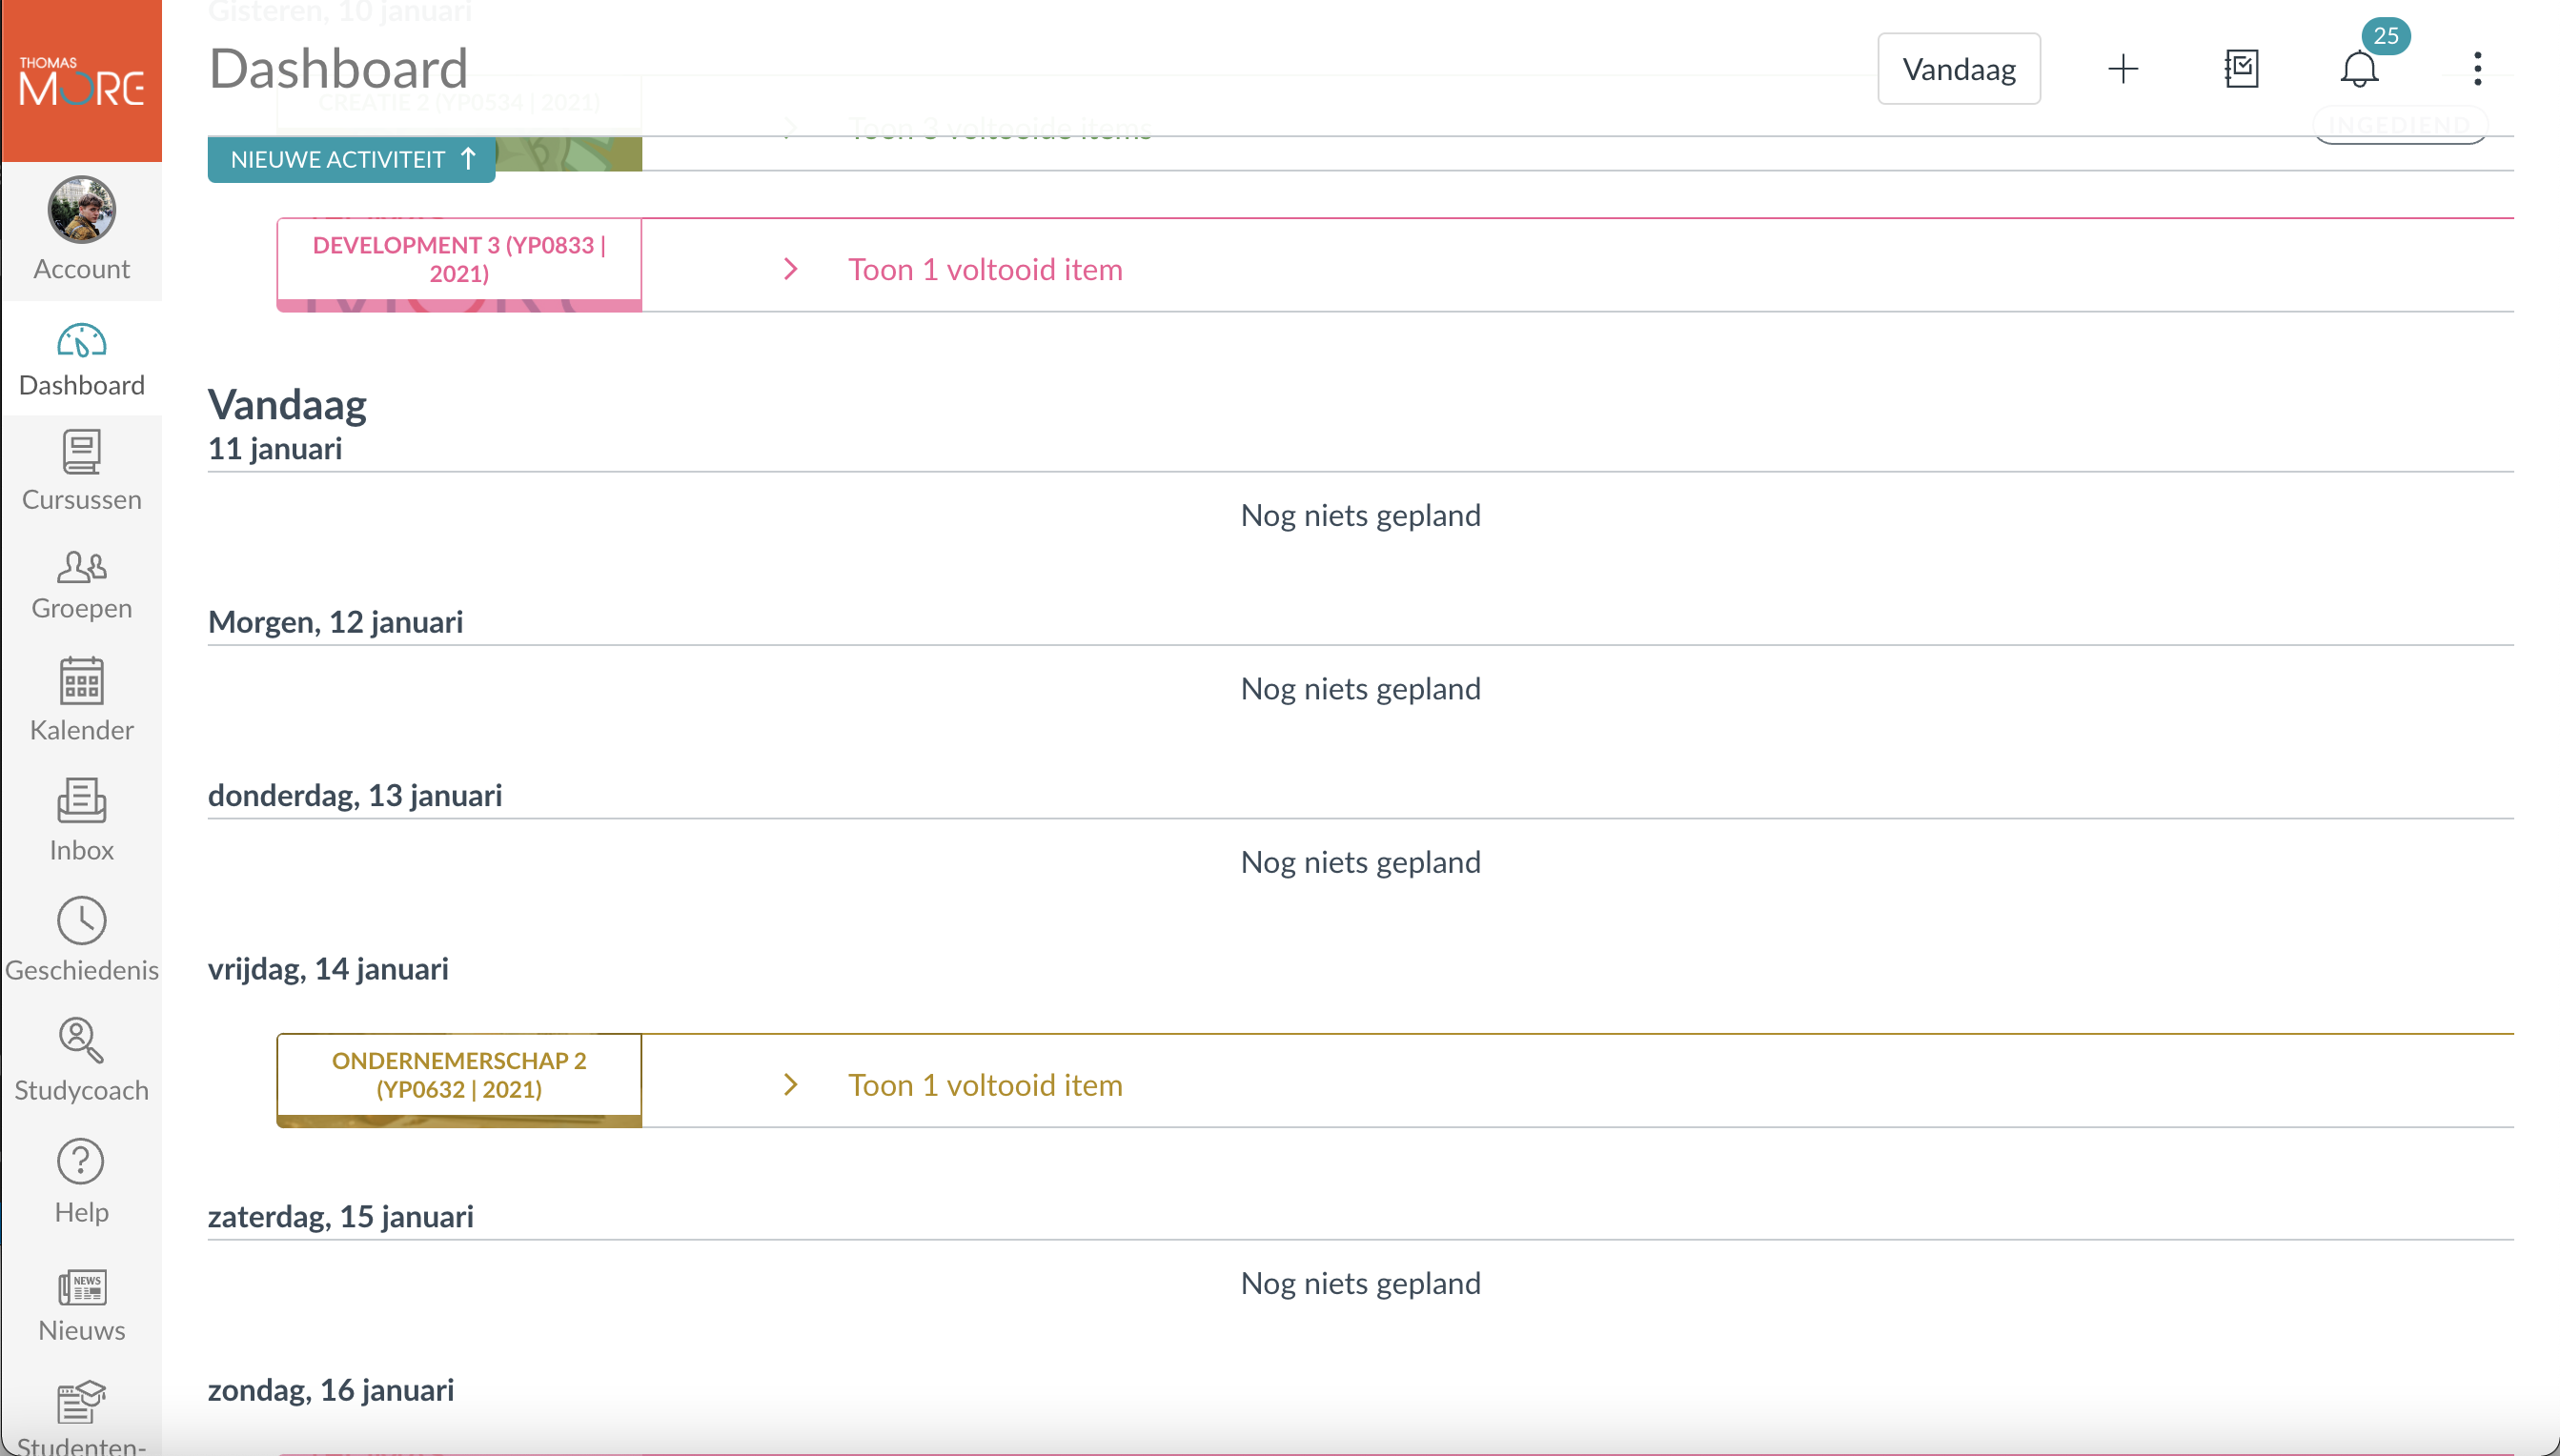 Gisteren, 10 januari
Dashboard
Vandaag
25
CREATIE 2 (YP0534 | 2021)
Toon 3 voltooide items
INGEDIEND
NIEUWE ACTIVITEIT
THOMAS
MORE
Account
Dashboard
Cursussen
Groepen
Kalender
Inbox
Geschiedenis
Studycoach
Help
NEWS
Nieuws
Studenten-
DEVELOPMENT 3 (YP0833 |
2021)
Toon 1 voltooid item
Vandaag
11 januari
Nog niets gepland
Morgen, 12 januari
Nog niets gepland
donderdag, 13 januari
Nog niets gepland
vrijdag, 14 januari
ONDERNEMERSCHAP 2
(YP0632 | 2021)
Toon 1 voltooid item
zaterdag, 15 januari
Nog niets gepland
zondag, 16 januari